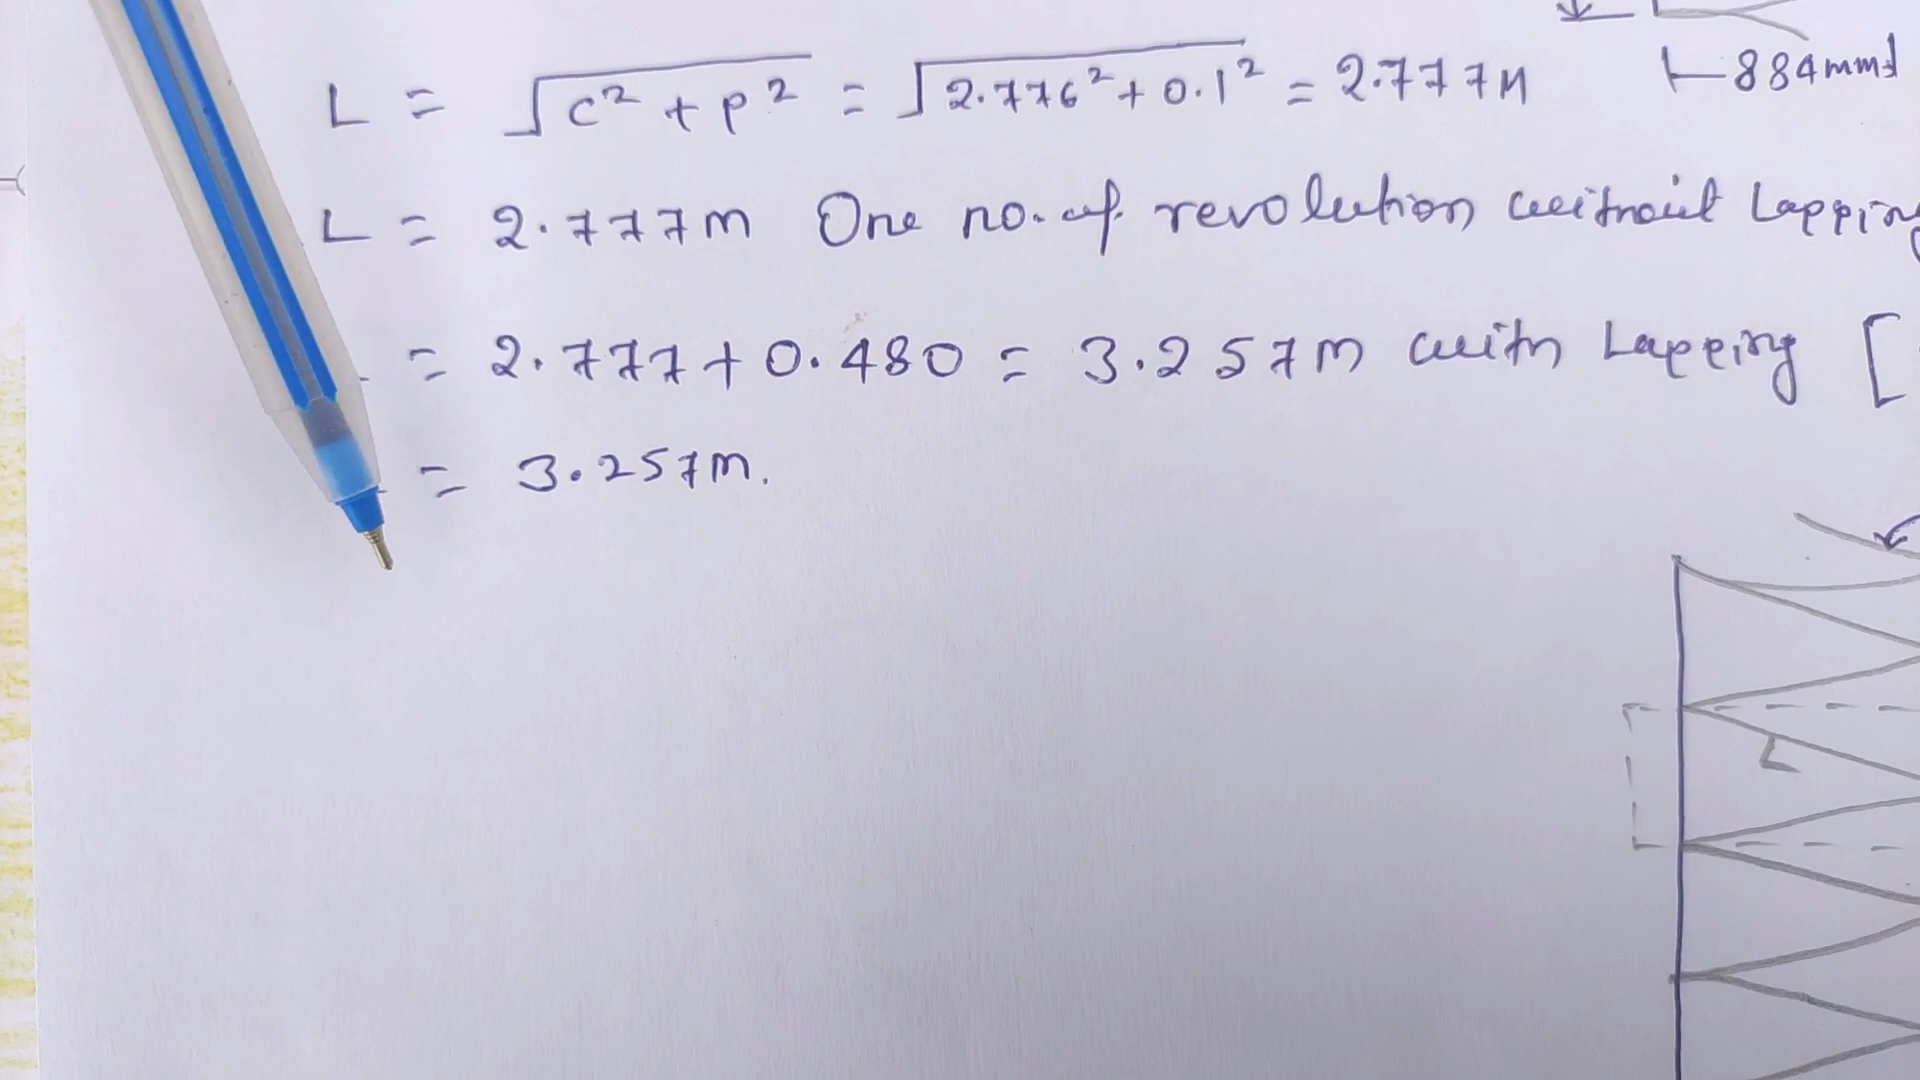 L = √c² + p² = √2.776² + 0.1² = 2.777m
884mm
L = 2.777m One no. of revolution without Lapping
= 2.777 + 0.480 = 3.257m with Lapping [
= 3.257m.
L